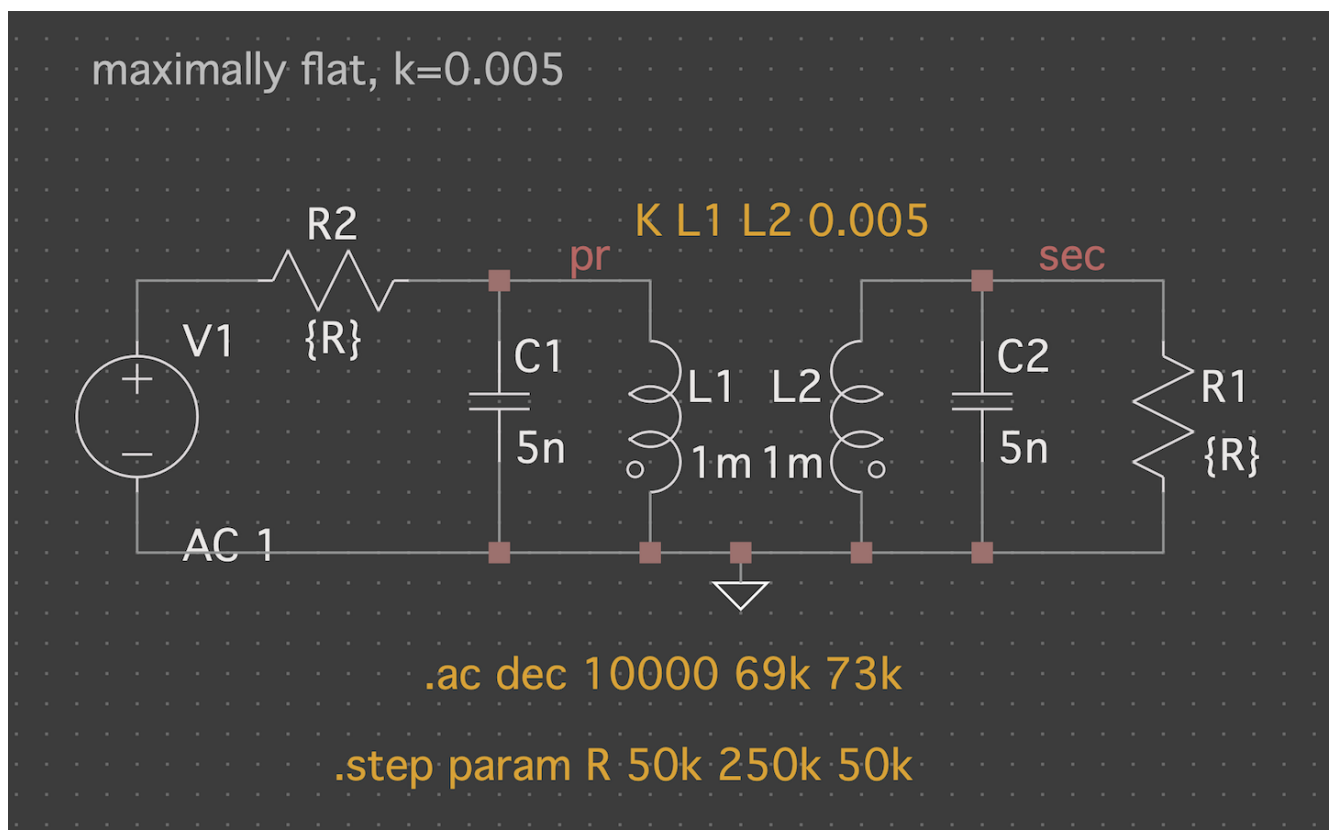 maximally flat, k=0.005
R2
K L1 L2 0.005
pr
sec
V1
{R}
C1
C2
L1
L2
R1
5n
1m
1m
5n
{R}
AC 1
.ac dec 10000 69k 73k
.step param R 50k 250k 50k